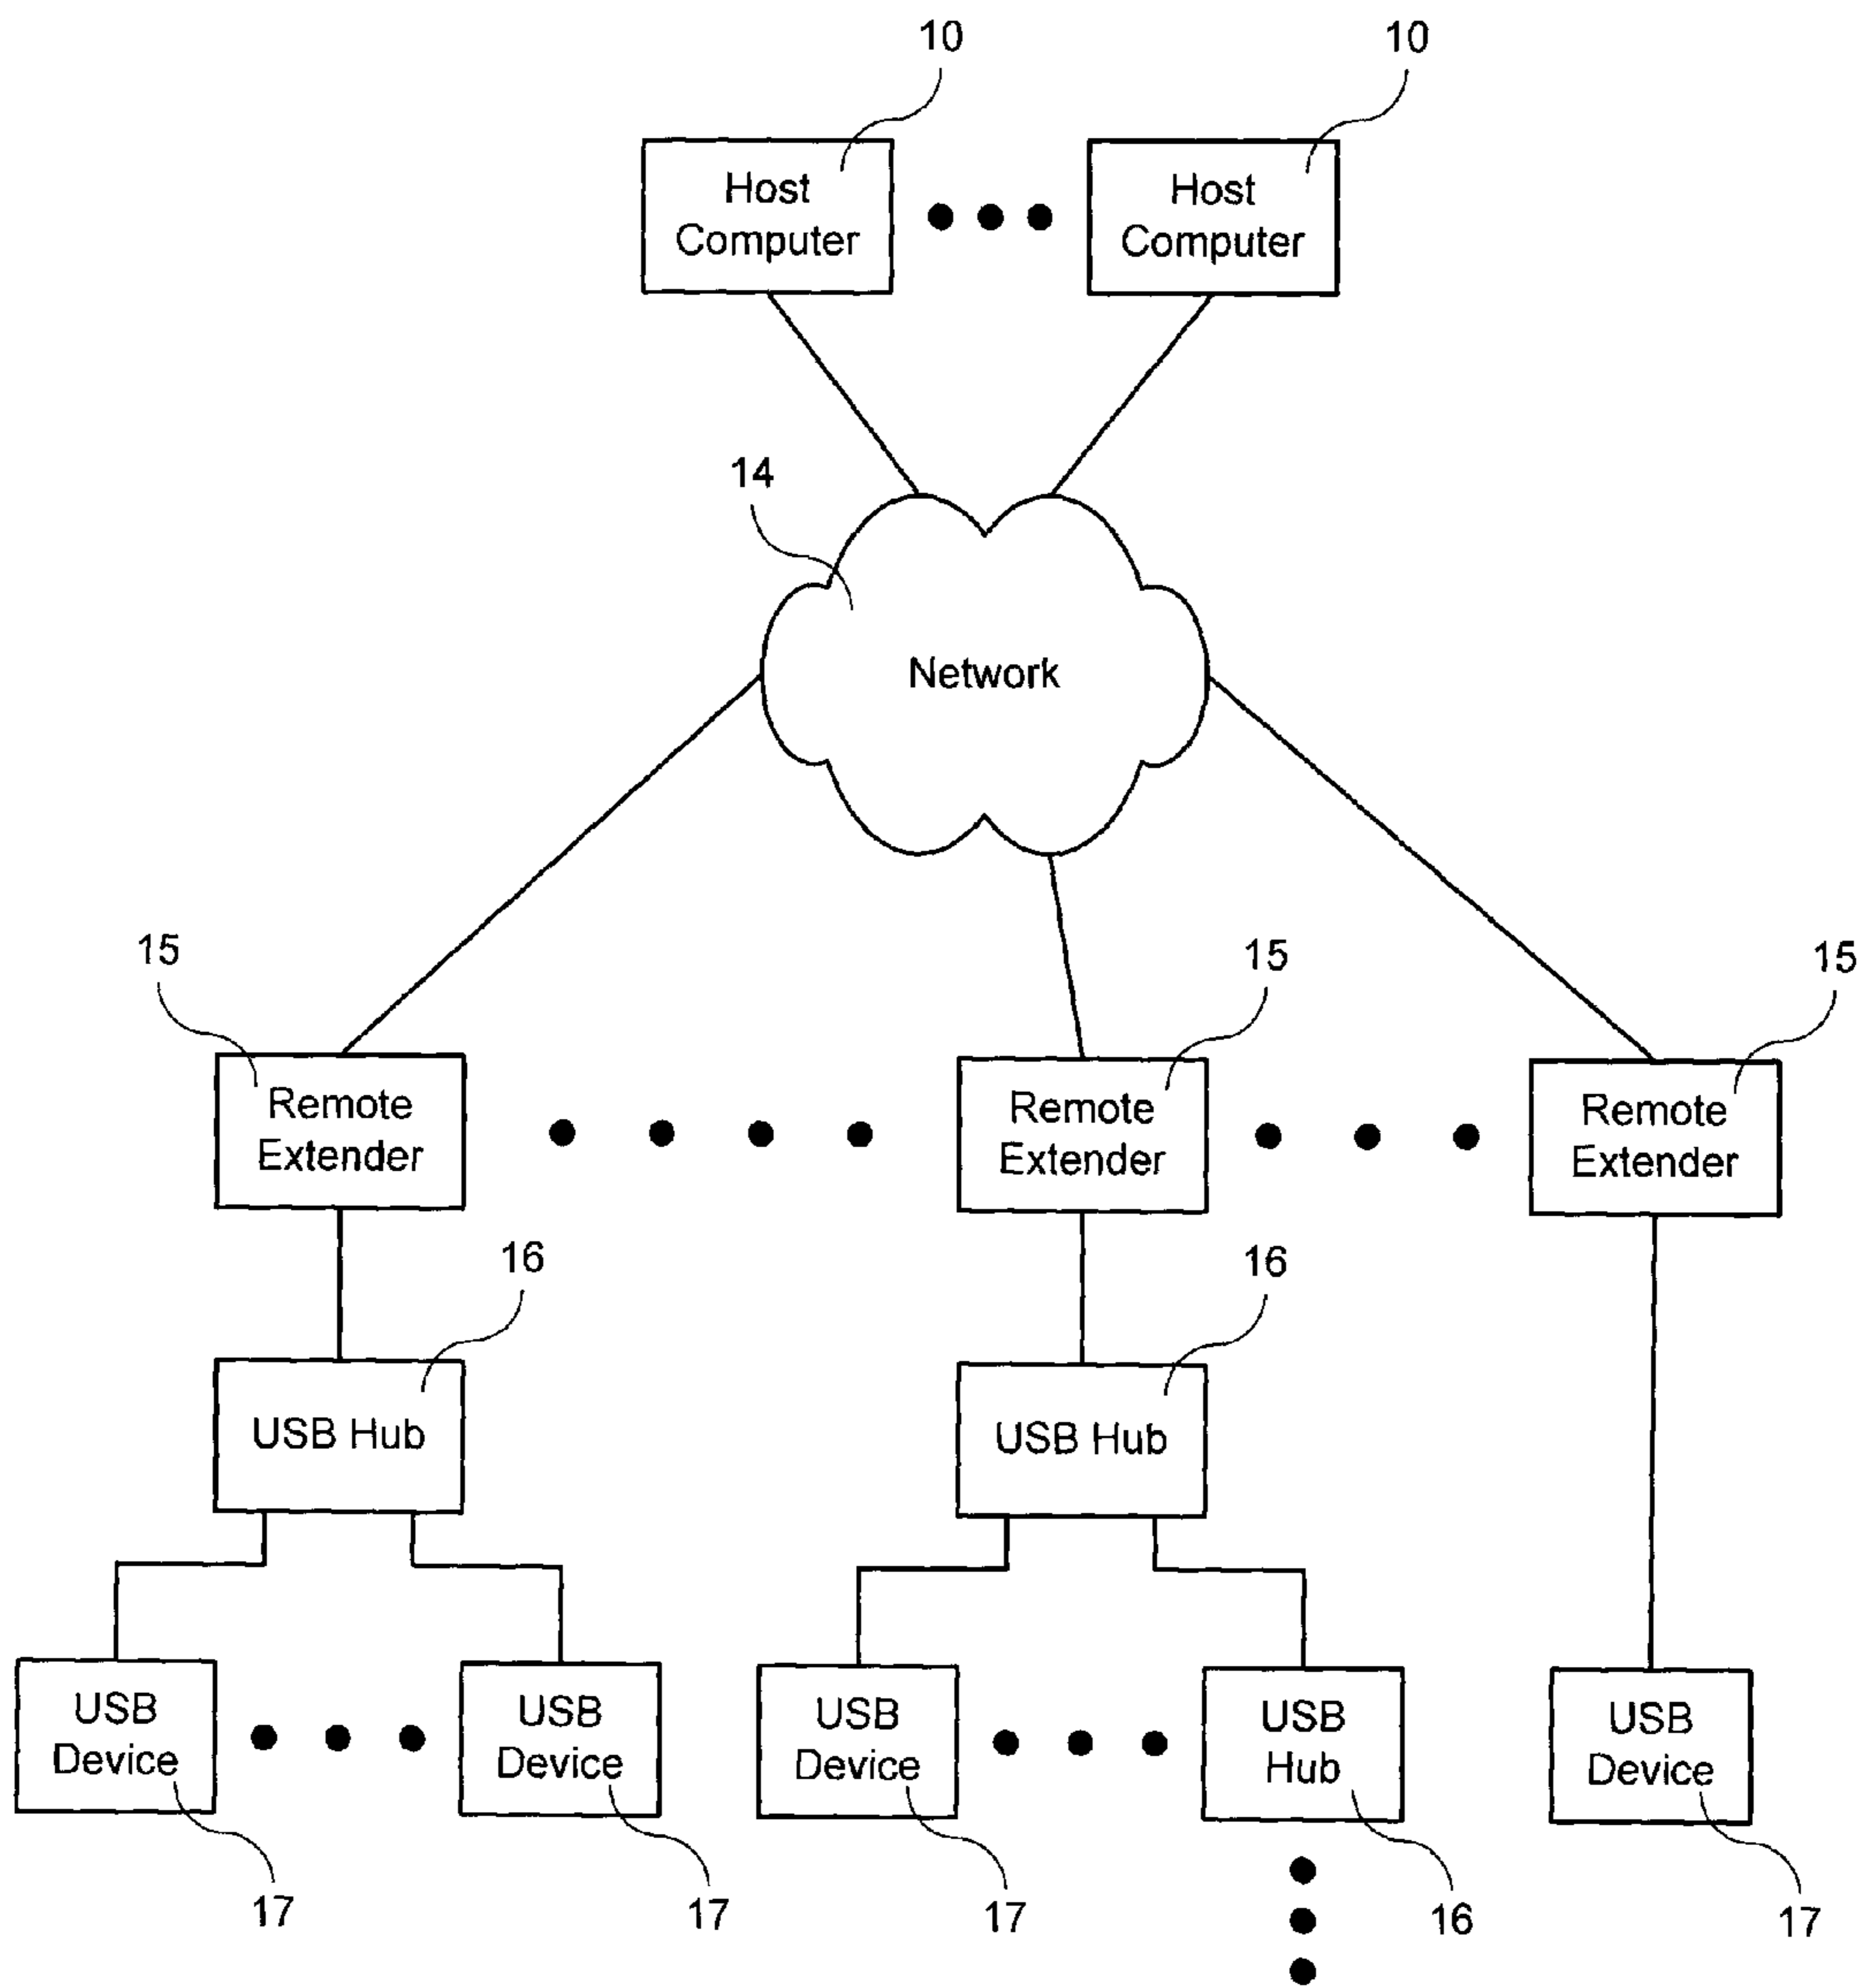 10
10
Host
Computer
Host
Computer
14
Network
15
15
15
Remote
Extender
Remote
Extender
Remote
Extender
16
16
USB Hub
USB Hub
USB
Device
USB
Device
USB
Device
USB
Hub
USB
Device
17
17
17
16
17